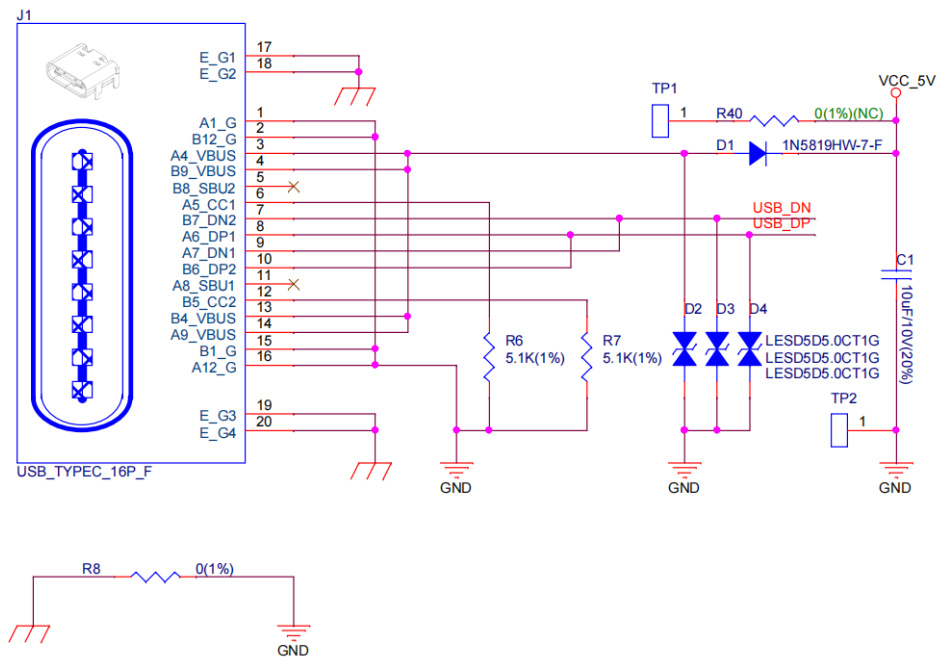 J1
E_G1 17
E_G2 18
A1_G 1
B12_G 2
A4_VBUS 3
B9_VBUS 4
B8_SBU2 5
A5_CC1 6
B7_DN2 7
A6_DP1 8
A7_DN1 9
B6_DP2 10
A8_SBU1 11
B5_CC2 12
B4_VBUS 13
A9_VBUS 14
B1_G 15
A12_G 16
E_G3 19
E_G4 20
USB_TYPEC_16P_F
VCC_5V
TP1
1 R40 0(1%)(NC)
D1 1N5819HW-7-F
USB_DN
USB_DP
C1
10uF/10V(20%)
D2 D3 D4
LESD5D5.0CT1G
LESD5D5.0CT1G
LESD5D5.0CT1G
R6
5.1K(1%)
R7
5.1K(1%)
TP2
1
GND
GND
GND
R8 0(1%)
GND